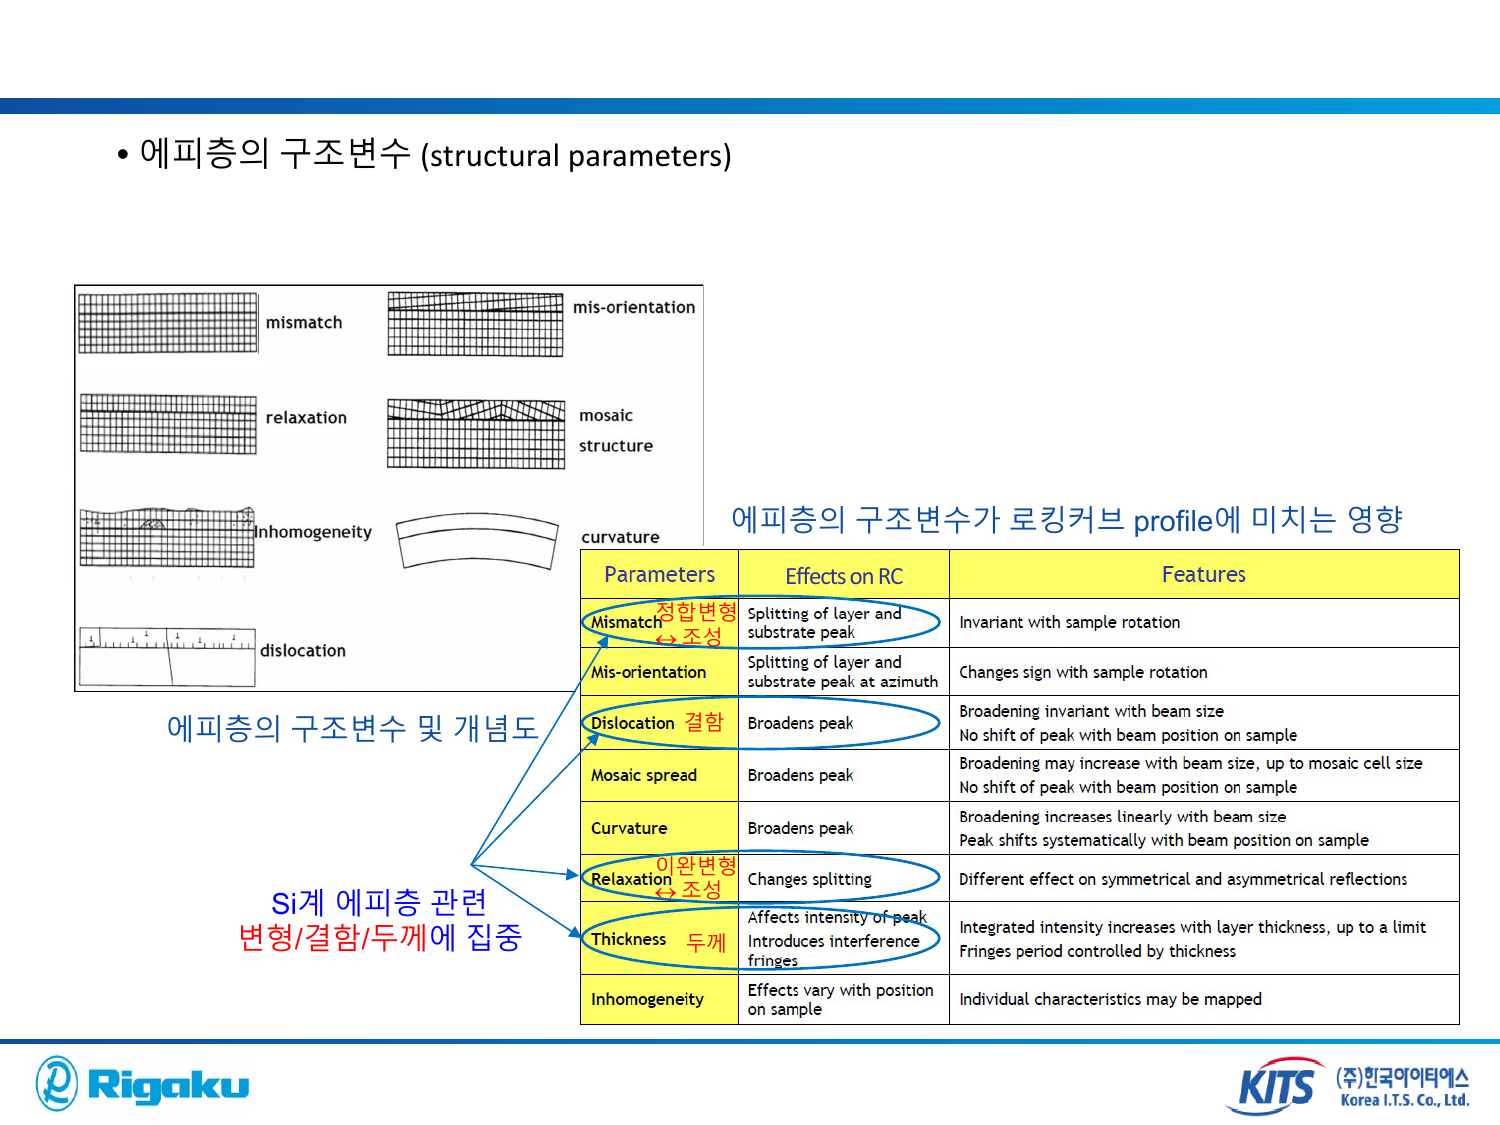 • 에피층의 구조변수 (structural parameters)
mismatch
mis-orientation
relaxation
mosaic
structure
Inhomogeneity
curvature
dislocation
에피층의 구조변수 및 개념도
Si계 에피층 관련
변형/결함/두께에 집중
에피층의 구조변수가 로킹커브 profile에 미치는 영향
Parameters Effects on RC Features
Mismatch 정합변형 ↔ 조성 Splitting of layer and substrate peak Invariant with sample rotation
Mis-orientation Splitting of layer and substrate peak at azimuth Changes sign with sample rotation
Dislocation 결함 Broadens peak Broadening invariant with beam size
No shift of peak with beam position on sample
Mosaic spread Broadens peak Broadening may increase with beam size, up to mosaic cell size
No shift of peak with beam position on sample
Curvature Broadens peak Broadening increases linearly with beam size
Peak shifts systematically with beam position on sample
Relaxation 이완변형 ↔ 조성 Changes splitting Different effect on symmetrical and asymmetrical reflections
Thickness 두께 Affects intensity of peak
Introduces interference fringes
Integrated intensity increases with layer thickness, up to a limit
Fringes period controlled by thickness
Inhomogeneity Effects vary with position on sample Individual characteristics may be mapped
Rigaku
KITS (주)한국아이티에스
Korea I.T.S. Co., Ltd.